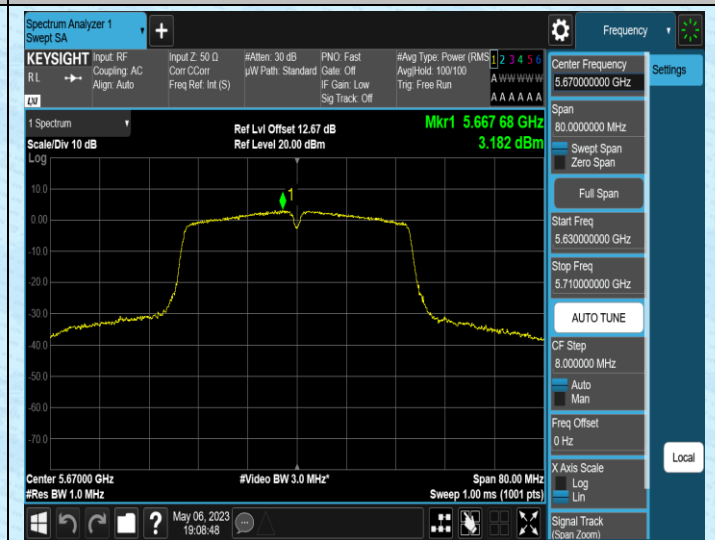 Spectrum Analyzer 1
Swept SA
+
Frequency
KEYSIGHT
RL
LXI
Input: RF
Coupling: AC
Align: Auto
Input Z: 50 Ω
Corr CCorr
Freq Ref: Int (S)
#Atten: 30 dB
µW Path: Standard
PNO: Fast
Gate: Off
IF Gain: Low
Sig Track: Off
#Avg Type: Power (RMS
Avg|Hold: 100/100
Trig: Free Run
1 2 3 4 5 6
A W W W W W
A A A A A A
1 Spectrum
Scale/Div 10 dB
Log
Ref Lvl Offset 12.67 dB
Ref Level 20.00 dBm
Mkr1 5.667 68 GHz
3.182 dBm
10.0
0.00
-10.0
-20.0
-30.0
-40.0
-50.0
-60.0
-70.0
1
Center 5.67000 GHz
#Res BW 1.0 MHz
#Video BW 3.0 MHz*
Span 80.00 MHz
Sweep 1.00 ms (1001 pts)
?
May 06, 2023
19:08:48
Center Frequency
5.670000000 GHz
Settings
Span
80.0000000 MHz
Swept Span
Zero Span
Full Span
Start Freq
5.630000000 GHz
Stop Freq
5.710000000 GHz
AUTO TUNE
CF Step
8.000000 MHz
Auto
Man
Freq Offset
0 Hz
Local
X Axis Scale
Log
Lin
Signal Track
(Span Zoom)